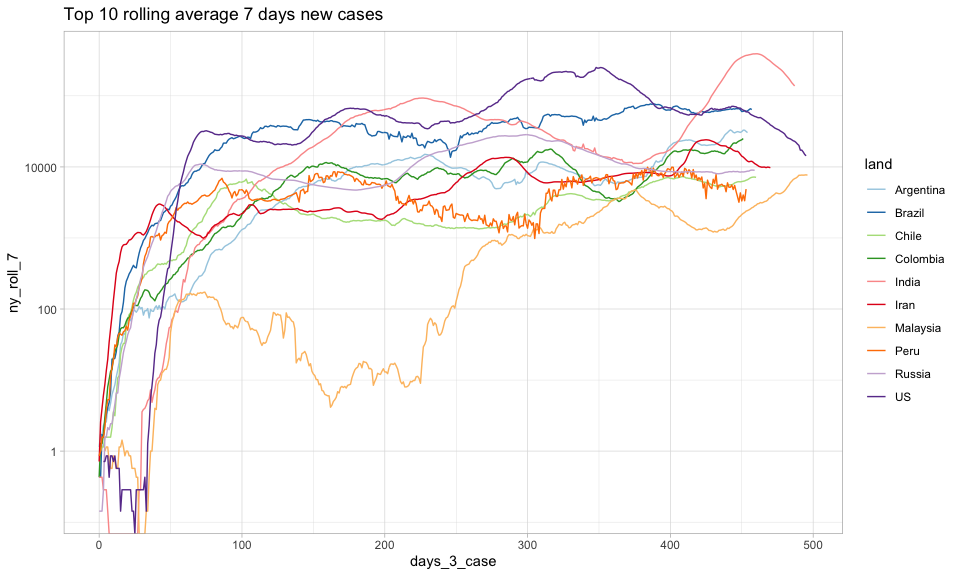 Top 10 rolling average 7 days new cases
10000
100
1
ny_roll_7
0
100
200
300
400
500
days_3_case
land
Argentina
Brazil
Chile
Colombia
India
Iran
Malaysia
Peru
Russia
US